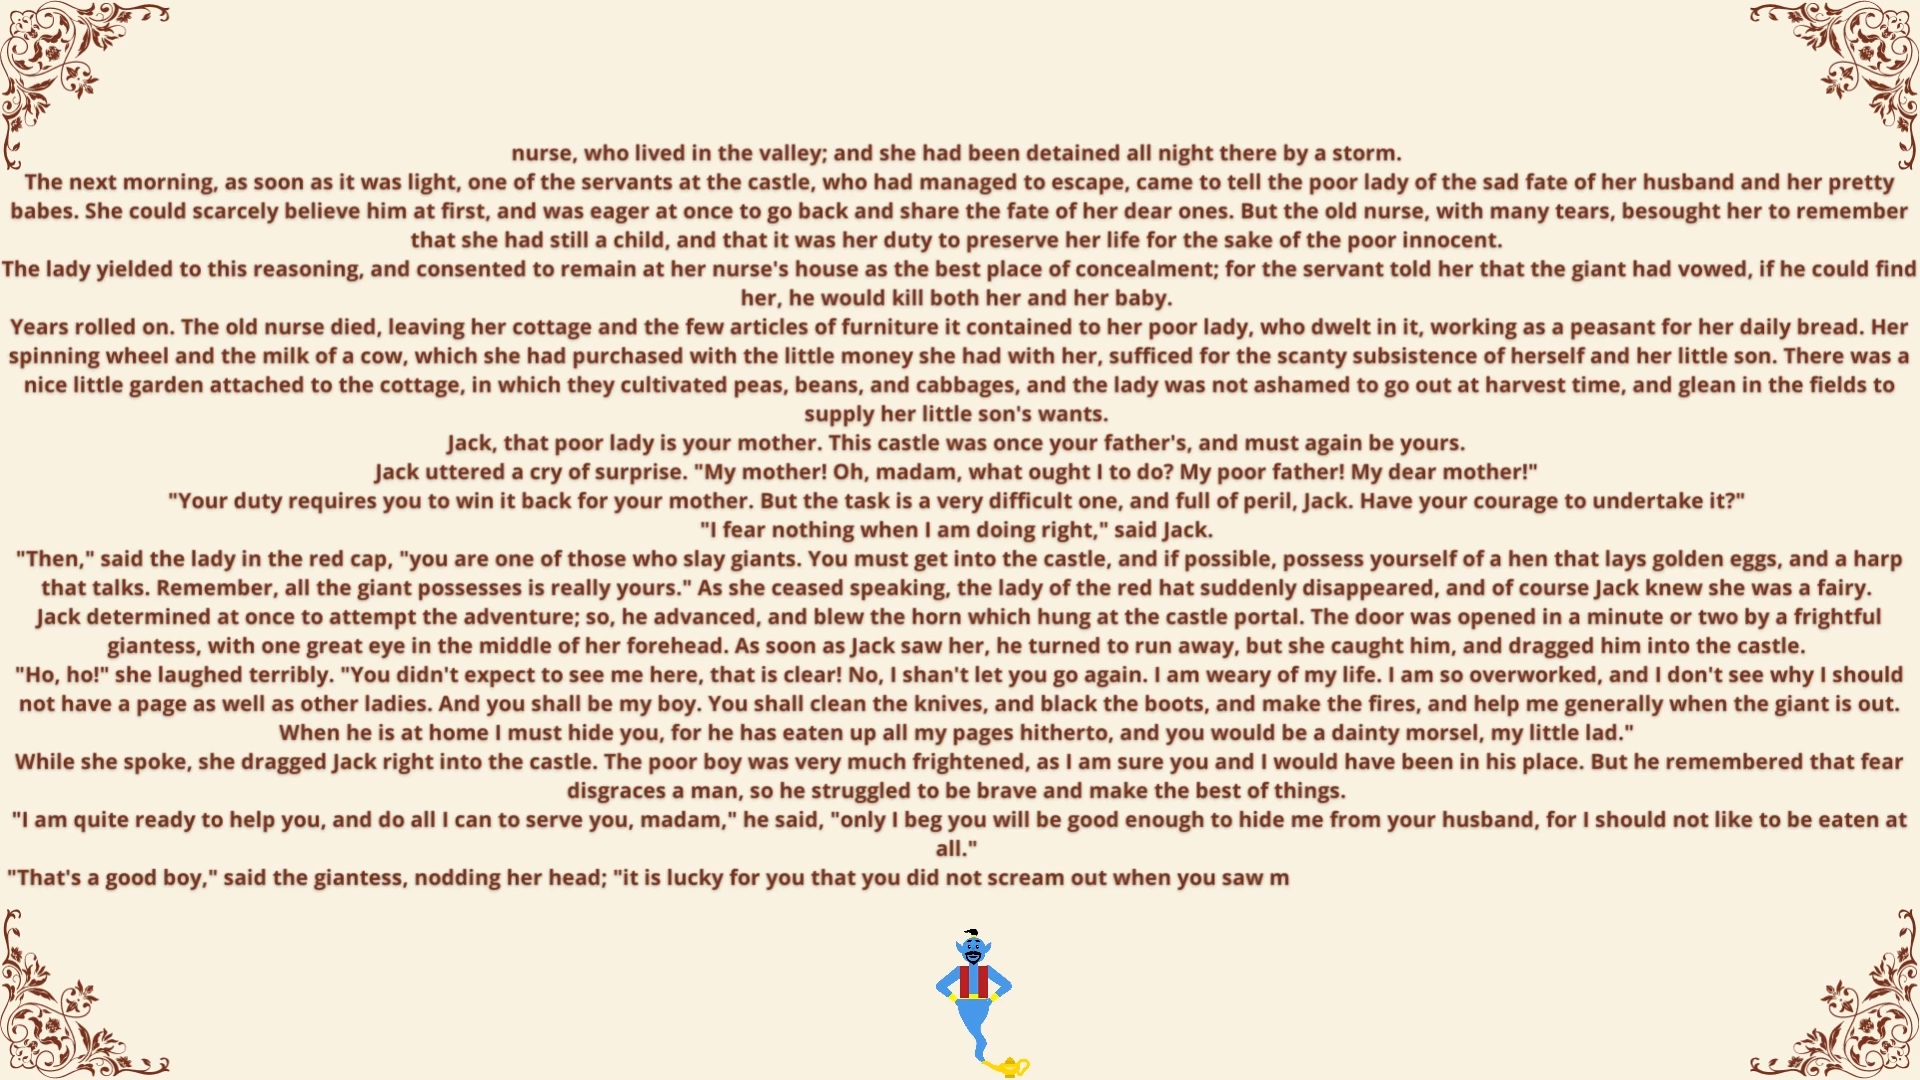 nurse, who lived in the valley; and she had been detained all night there by a storm.
The next morning, as soon as it was light, one of the servants at the castle, who had managed to escape, came to tell the poor lady of the sad fate of her husband and her pretty
babes. She could scarcely believe him at first, and was eager at once to go back and share the fate of her dear ones. But the old nurse, with many tears, besought her to remember
that she had still a child, and that it was her duty to preserve her life for the sake of the poor innocent.
The lady yielded to this reasoning, and consented to remain at her nurse's house as the best place of concealment; for the servant told her that the giant had vowed, if he could find
her, he would kill both her and her baby.
Years rolled on. The old nurse died, leaving her cottage and the few articles of furniture it contained to her poor lady, who dwelt in it, working as a peasant for her daily bread. Her
spinning wheel and the milk of a cow, which she had purchased with the little money she had with her, sufficed for the scanty subsistence of herself and her little son. There was a
nice little garden attached to the cottage, in which they cultivated peas, beans, and cabbages, and the lady was not ashamed to go out at harvest time, and glean in the fields to
supply her little son's wants.
Jack, that poor lady is your mother. This castle was once your father's, and must again be yours.
Jack uttered a cry of surprise. "My mother! Oh, madam, what ought I to do? My poor father! My dear mother!"
"Your duty requires you to win it back for your mother. But the task is a very difficult one, and full of peril, Jack. Have your courage to undertake it?"
"I fear nothing when I am doing right," said Jack.
"Then," said the lady in the red cap, "you are one of those who slay giants. You must get into the castle, and if possible, possess yourself of a hen that lays golden eggs, and a harp
that talks. Remember, all the giant possesses is really yours." As she ceased speaking, the lady of the red hat suddenly disappeared, and of course Jack knew she was a fairy.
Jack determined at once to attempt the adventure; so, he advanced, and blew the horn which hung at the castle portal. The door was opened in a minute or two by a frightful
giantess, with one great eye in the middle of her forehead. As soon as Jack saw her, he turned to run away, but she caught him, and dragged him into the castle.
"Ho, ho!" she laughed terribly. "You didn't expect to see me here, that is clear! No, I shan't let you go again. I am weary of my life. I am so overworked, and I don't see why I should
not have a page as well as other ladies. And you shall be my boy. You shall clean the knives, and black the boots, and make the fires, and help me generally when the giant is out.
When he is at home I must hide you, for he has eaten up all my pages hitherto, and you would be a dainty morsel, my little lad."
While she spoke, she dragged Jack right into the castle. The poor boy was very much frightened, as I am sure you and I would have been in his place. But he remembered that fear
disgraces a man, so he struggled to be brave and make the best of things.
"I am quite ready to help you, and do all I can to serve you, madam," he said, "only I beg you will be good enough to hide me from your husband, for I should not like to be eaten at
all."
"That's a good boy," said the giantess, nodding her head; "it is lucky for you that you did not scream out when you saw m